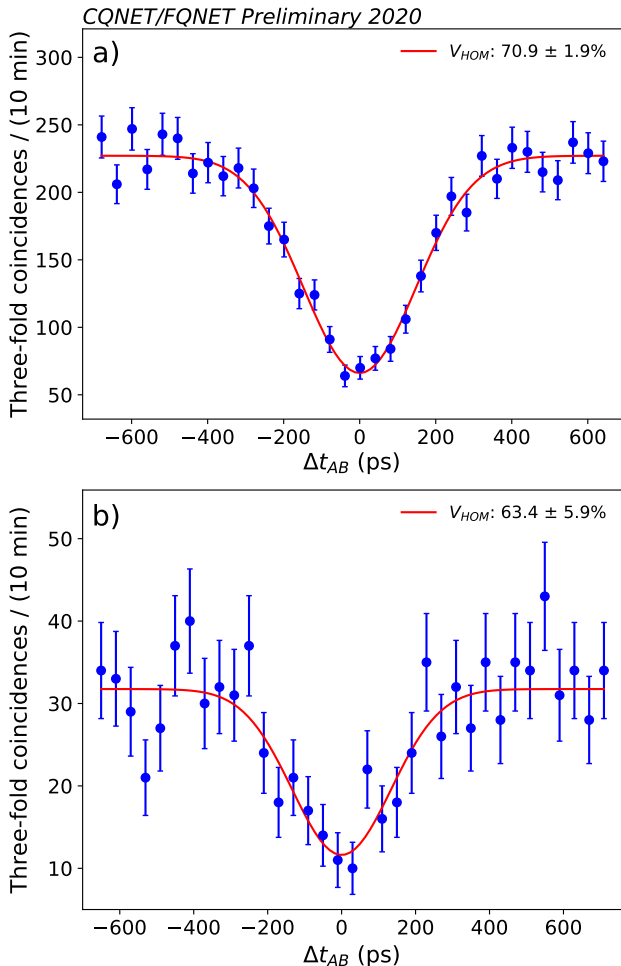 CQNET/FQNET Preliminary 2020
a)
V_HOM: 70.9 ± 1.9%
Three-fold coincidences / (10 min)
300
250
200
150
100
50
−600 −400 −200 0 200 400 600
Δt_AB (ps)
b)
V_HOM: 63.4 ± 5.9%
Three-fold coincidences / (10 min)
50
40
30
20
10
−600 −400 −200 0 200 400 600
Δt_AB (ps)